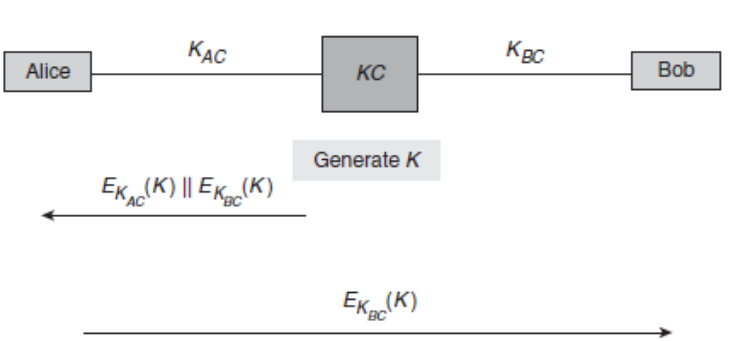 K_AC K_BC
Alice KC Bob
Generate K
E_K_AC(K) || E_K_BC(K)
E_K_BC(K)